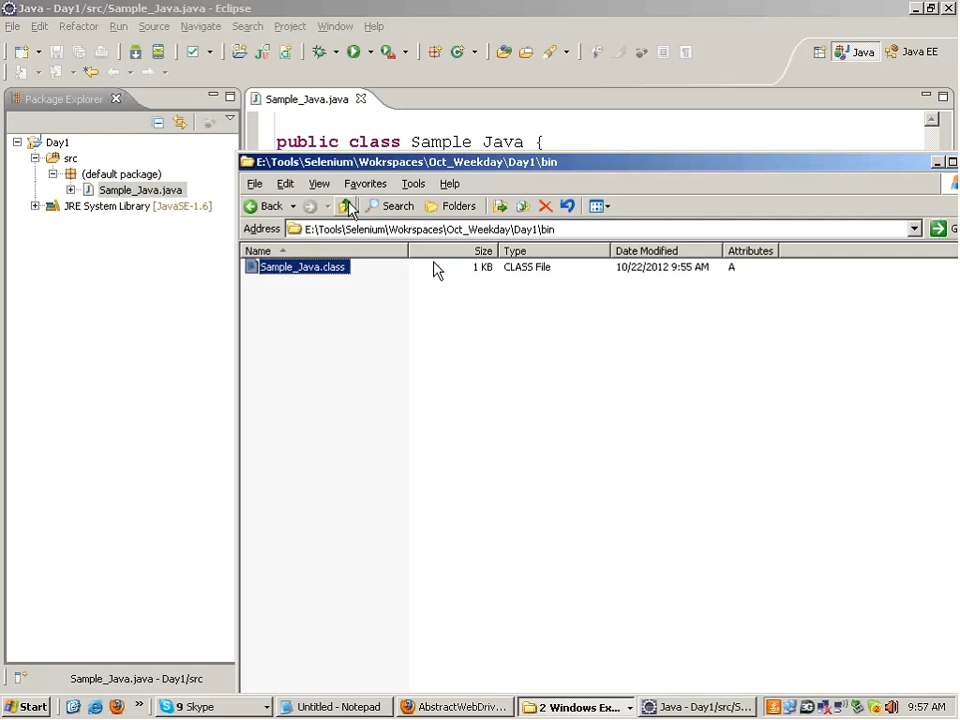 Java - Day1/src/Sample_Java.java - Eclipse
File Edit Refactor Run Source Navigate Search Project Window Help
Java Java EE
Package Explorer
Sample_Java.java
Day1
src
(default package)
Sample_Java.java
JRE System Library [JavaSE-1.6]
public class Sample Java {
E:\Tools\Selenium\Wokrspaces\Oct_Weekday\Day1\bin
File Edit View Favorites Tools Help
Back Search Folders
Address E:\Tools\Selenium\Wokrspaces\Oct_Weekday\Day1\bin G
Name Size Type Date Modified Attributes
Sample_Java.class 1 KB CLASS File 10/22/2012 9:55 AM A
Sample_Java.java - Day1/src
Start » 9 Skype Untitled - Notepad AbstractWebDriv... 2 Windows Ex... Java - Day1/src/S... 9:57 AM